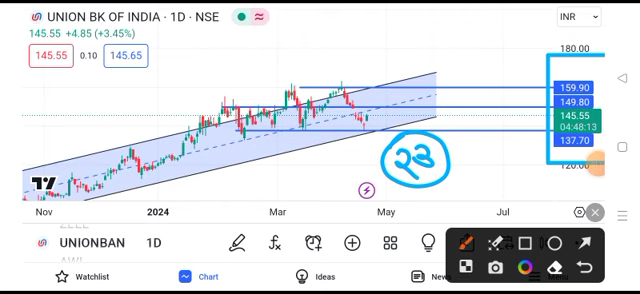 UNION BK OF INDIA · 1D · NSE
INR
145.55 +4.85 (+3.45%)
145.55 0.10 145.65
180.00
159.90
149.80
145.55
04:48:13
137.70
120.00
२३
Nov 2024 Mar May Jul
UNIONBAN 1D
Watchlist Chart Ideas News Menu